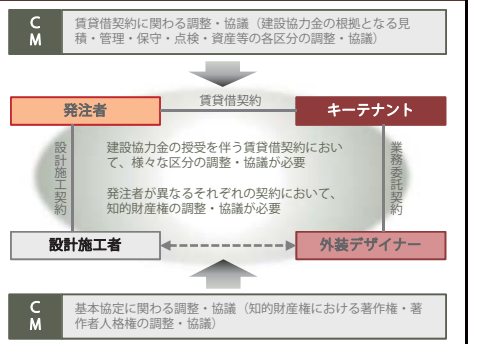 CM
賃貸借契約に関わる調整・協議（建設協力金の根拠となる見
積・管理・保守・点検・資産等の各区分の調整・協議）
発注者
賃貸借契約
キーテナント
設計施工契約
建設協力金の授受を伴う賃貸借契約におい
て、様々な区分の調整・協議が必要
発注者が異なるそれぞれの契約において、
知的財産権の調整・協議が必要
業務委託契約
設計施工者
外装デザイナー
CM
基本協定に関わる調整・協議（知的財産権における著作権・著
作者人格権の調整・協議）